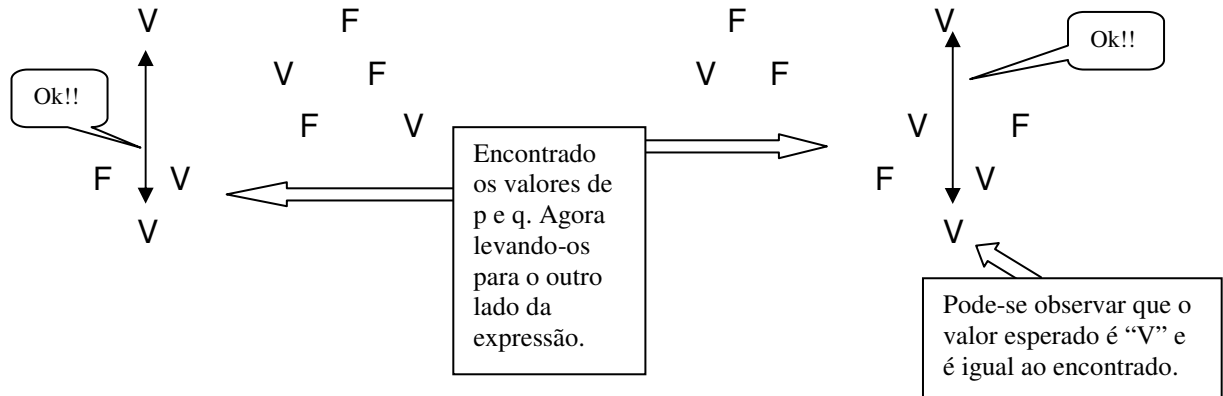 V F F V
Ok!!
V F V F
Ok!!
F V V F
F V F V
V V
Encontrado
os valores de
p e q. Agora
levando-os
para o outro
lado da
expressão.
Pode-se observar que o
valor esperado é “V” e
é igual ao encontrado.